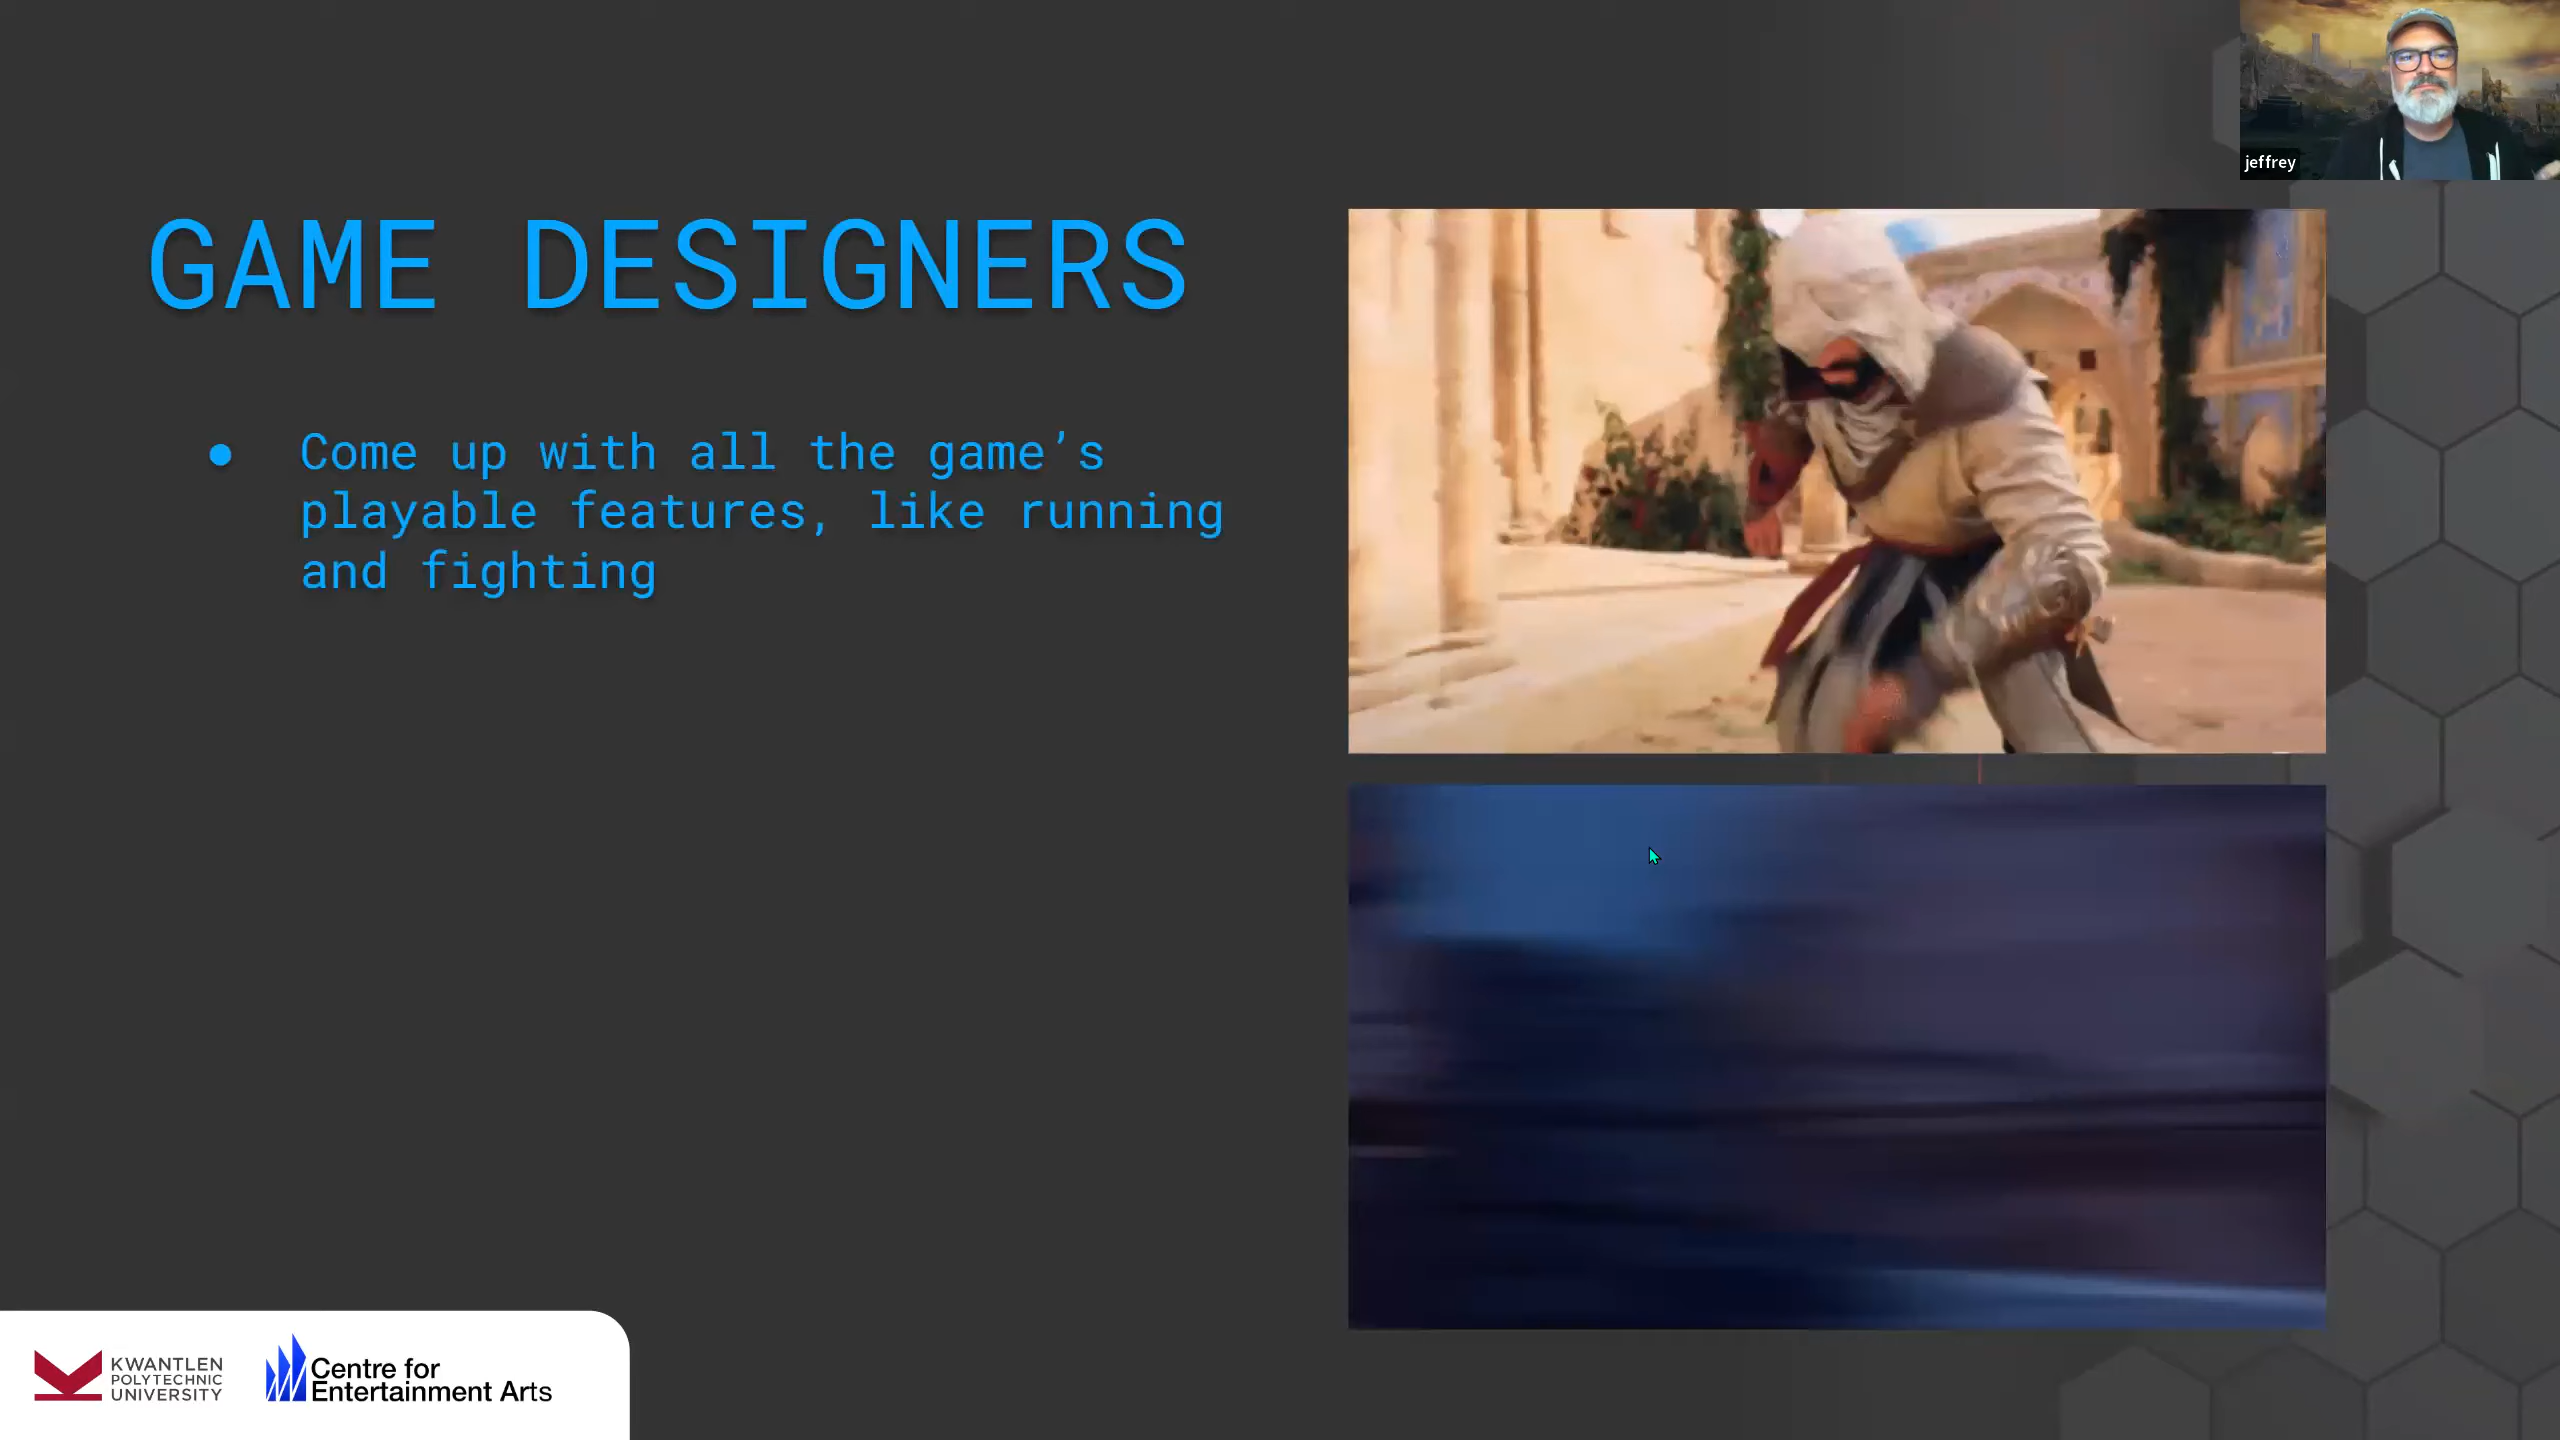 jeffrey
GAME DESIGNERS
● Come up with all the game’s
playable features, like running
and fighting
KWANTLEN
POLYTECHNIC
UNIVERSITY
Centre for
Entertainment Arts